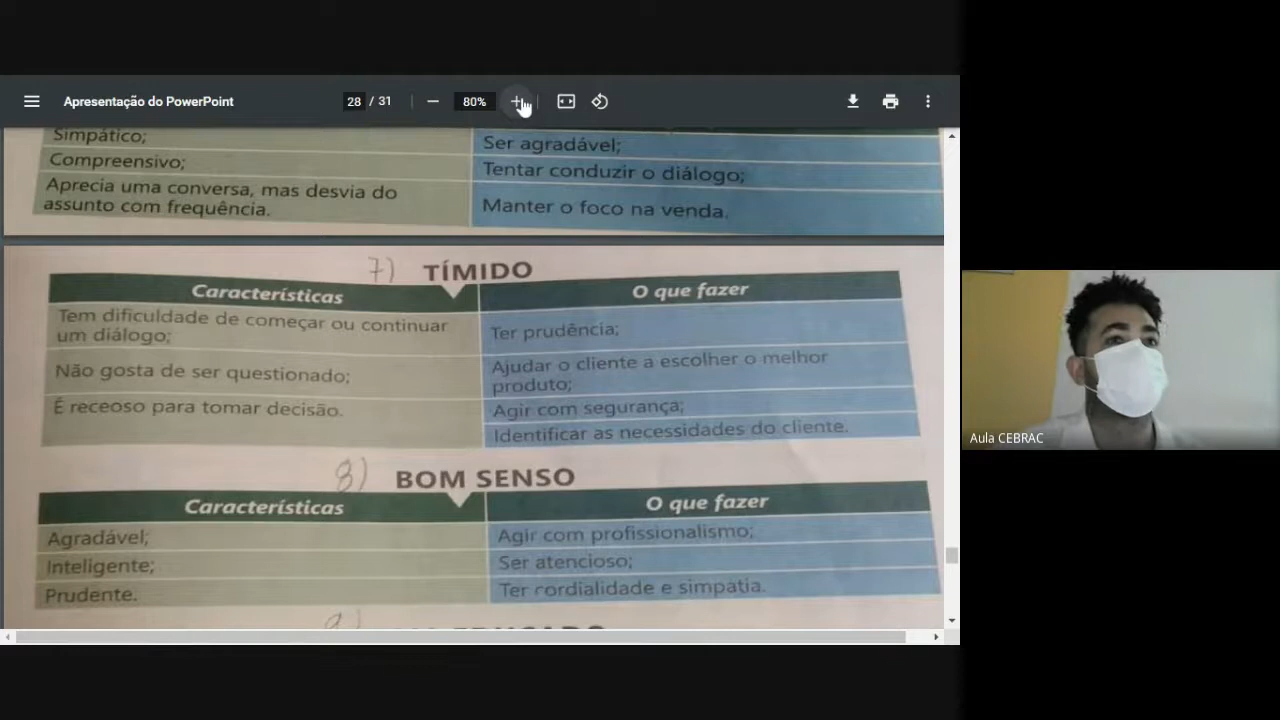 Apresentação do PowerPoint
28 / 31
80%
Simpático;
Ser agradável;
Compreensivo;
Tentar conduzir o diálogo;
Aprecia uma conversa, mas desvia do
assunto com frequência.
Manter o foco na venda.
7) TÍMIDO
Características
O que fazer
Tem dificuldade de começar ou continuar
um diálogo;
Ter prudência;
Não gosta de ser questionado;
Ajudar o cliente a escolher o melhor
produto;
É receoso para tomar decisão.
Agir com segurança;
Identificar as necessidades do cliente.
8) BOM SENSO
Características
O que fazer
Agradável;
Agir com profissionalismo;
Inteligente;
Ser atencioso;
Prudente.
Ter cordialidade e simpatia.
Aula CEBRAC